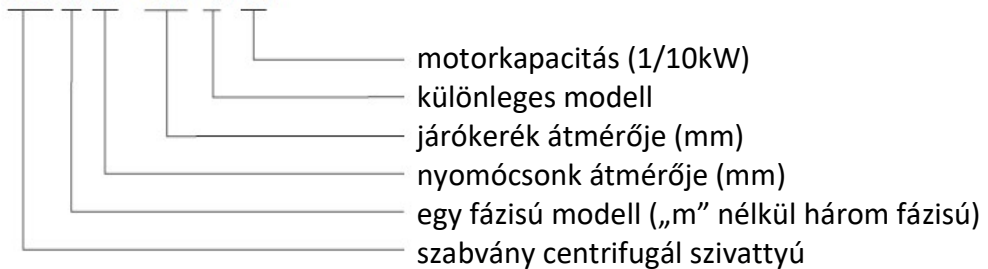 motorkapacitás (1/10kW)
különleges modell
járókerék átmérője (mm)
nyomócsonk átmérője (mm)
egy fázisú modell („m” nélkül három fázisú)
szabvány centrifugál szivattyú